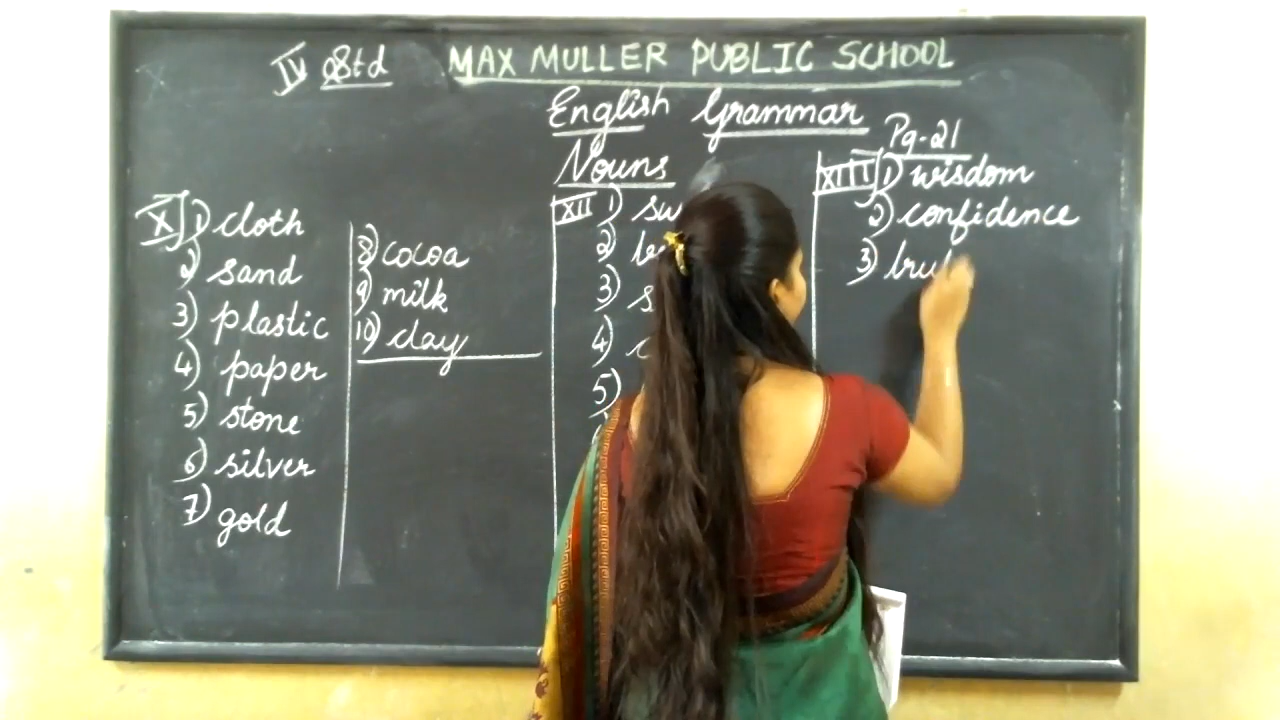 IV Std MAX MULLER PUBLIC SCHOOL
English Grammar
Nouns
X 1) cloth
2) sand
3) plastic
4) paper
5) stone
6) silver
7) gold
8) cocoa
9) milk
10) clay
XII 1)
2)
3)
4)
5)
Pg-21
XIII 1) wisdom
2) confidence
3)